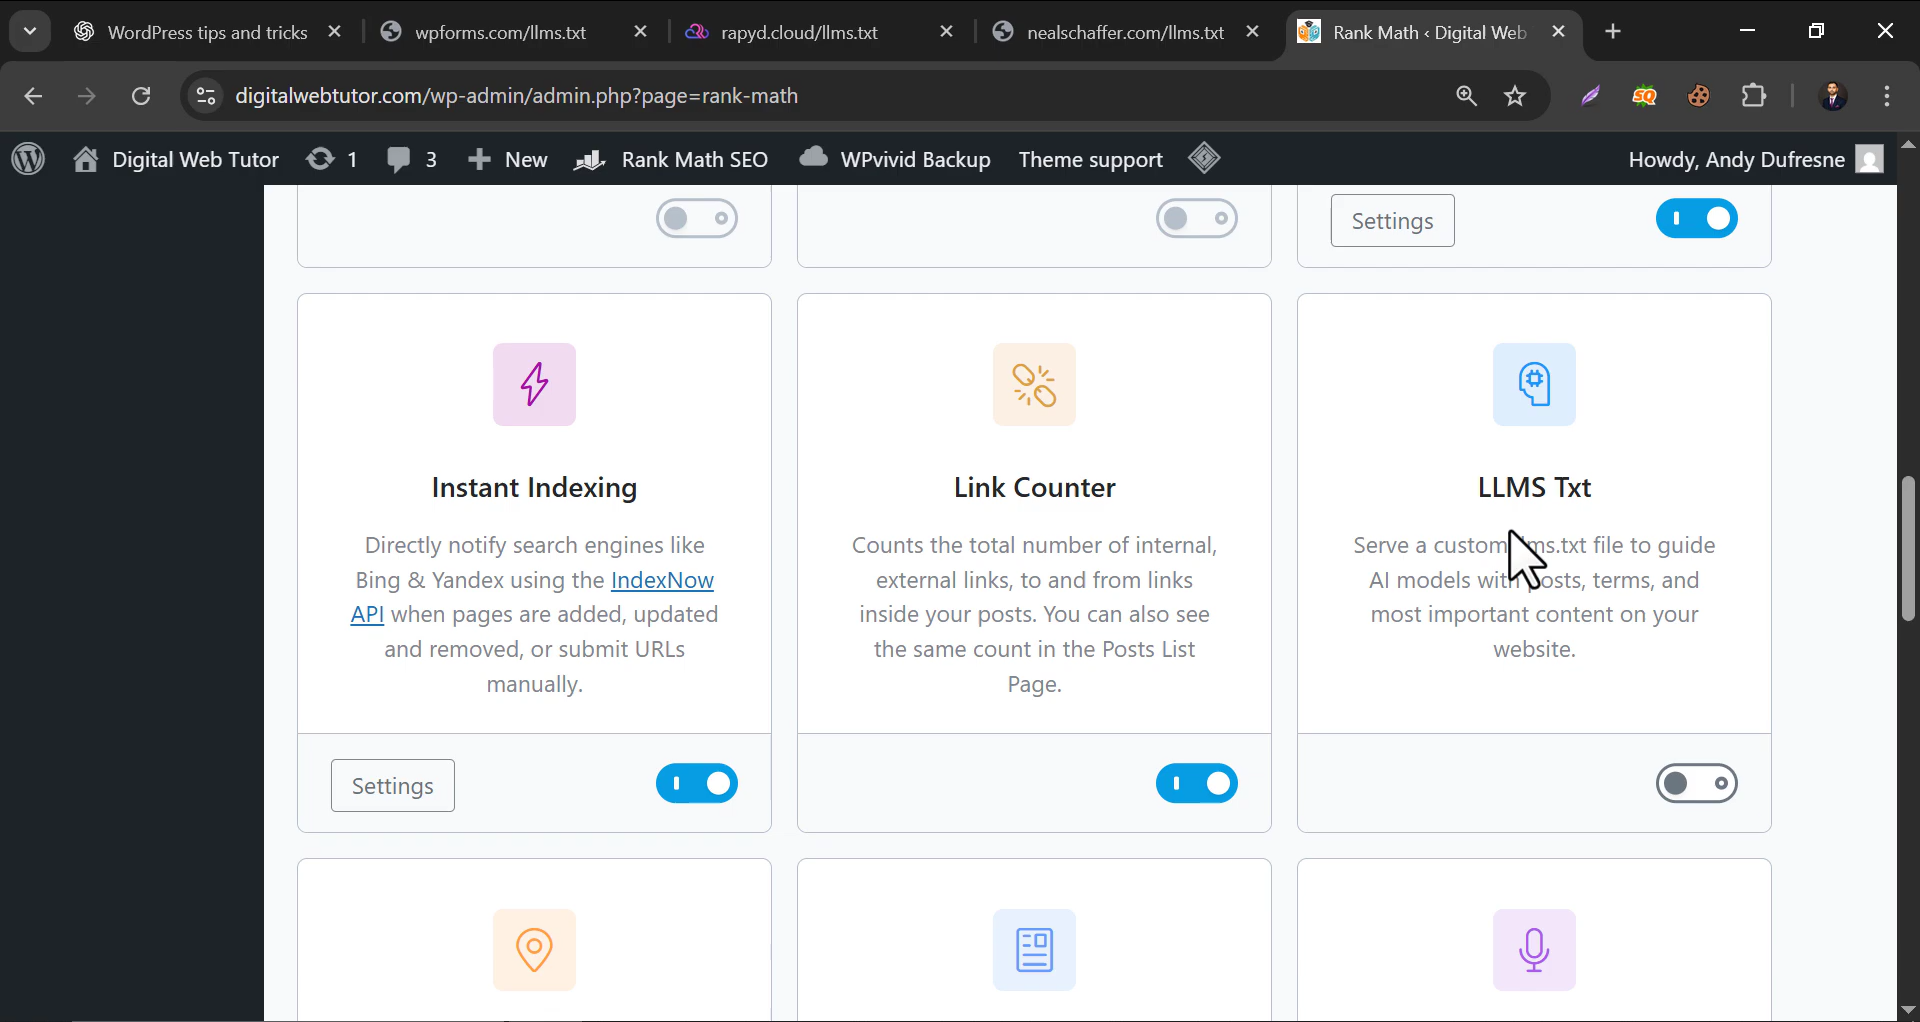 WordPress tips and tricks
wpforms.com/llms.txt
rapyd.cloud/llms.txt
nealschaffer.com/llms.txt
Rank Math ‹ Digital Web
digitalwebtutor.com/wp-admin/admin.php?page=rank-math
Digital Web Tutor
1
3
New
Rank Math SEO
WPvivid Backup
Theme support
Howdy, Andy Dufresne
Settings
Instant Indexing
Directly notify search engines like
Bing & Yandex using the IndexNow
API when pages are added, updated
and removed, or submit URLs
manually.
Settings
Link Counter
Counts the total number of internal,
external links, to and from links
inside your posts. You can also see
the same count in the Posts List
Page.
LLMS Txt
Serve a custom llms.txt file to guide
AI models with posts, terms, and
most important content on your
website.